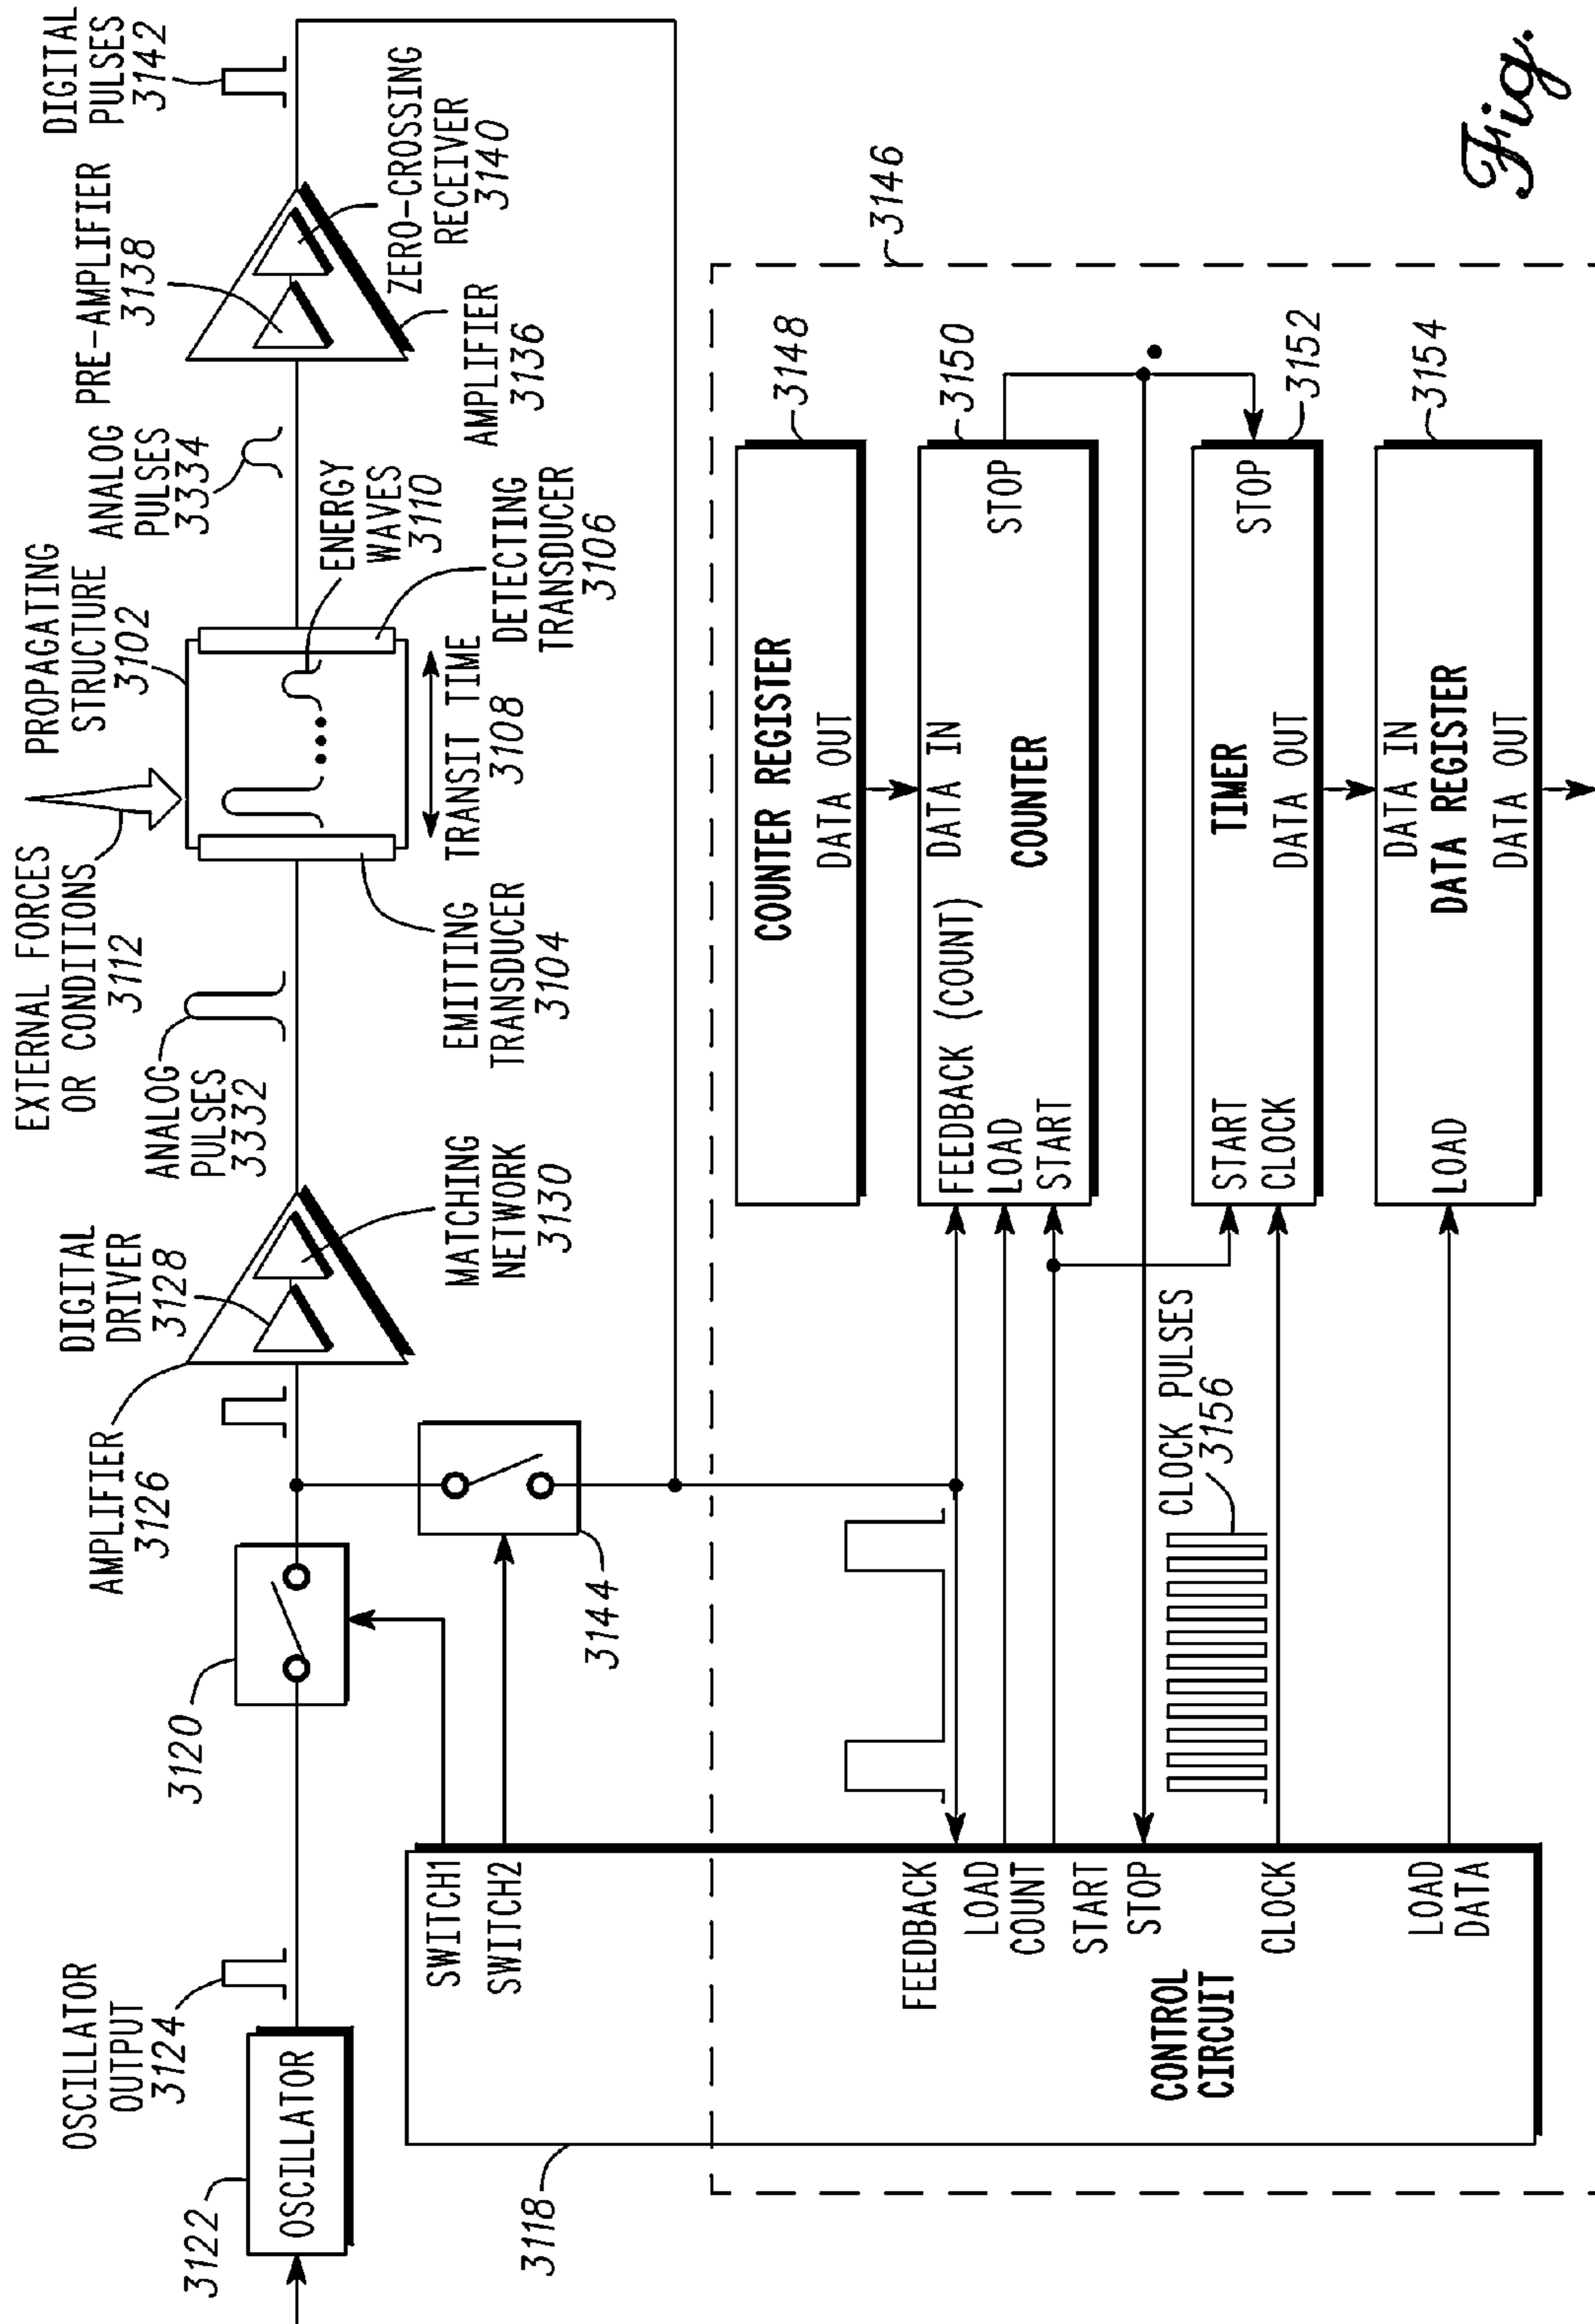 OSCILLATOR
OUTPUT
3124
3122
OSCILLATOR
3120
AMPLIFIER
3126
DIGITAL
DRIVER
3128
MATCHING
NETWORK
3130
ANALOG
PULSES
3332
EXTERNAL FORCES
OR CONDITIONS
3112
EMITTING
TRANSDUCER
3104
PROPAGATING
STRUCTURE
3102
TRANSIT TIME
3108
ENERGY
WAVES
3110
DETECTING
TRANSDUCER
3106
ANALOG
PULSES
3334
PRE-AMPLIFIER
3138
AMPLIFIER
3136
ZERO-CROSSING
RECEIVER
3140
DIGITAL
PULSES
3142
3144
3118
SWITCH1
SWITCH2
FEEDBACK
LOAD
COUNT
START
STOP
CLOCK
LOAD
DATA
CONTROL
CIRCUIT
CLOCK PULSES
3156
3146
COUNTER REGISTER
DATA OUT
3148
FEEDBACK (COUNT)
DATA IN
LOAD
START
COUNTER
STOP
3150
START
CLOCK
TIMER
DATA OUT
STOP
3152
LOAD
DATA IN
DATA REGISTER
DATA OUT
3154
Fig.